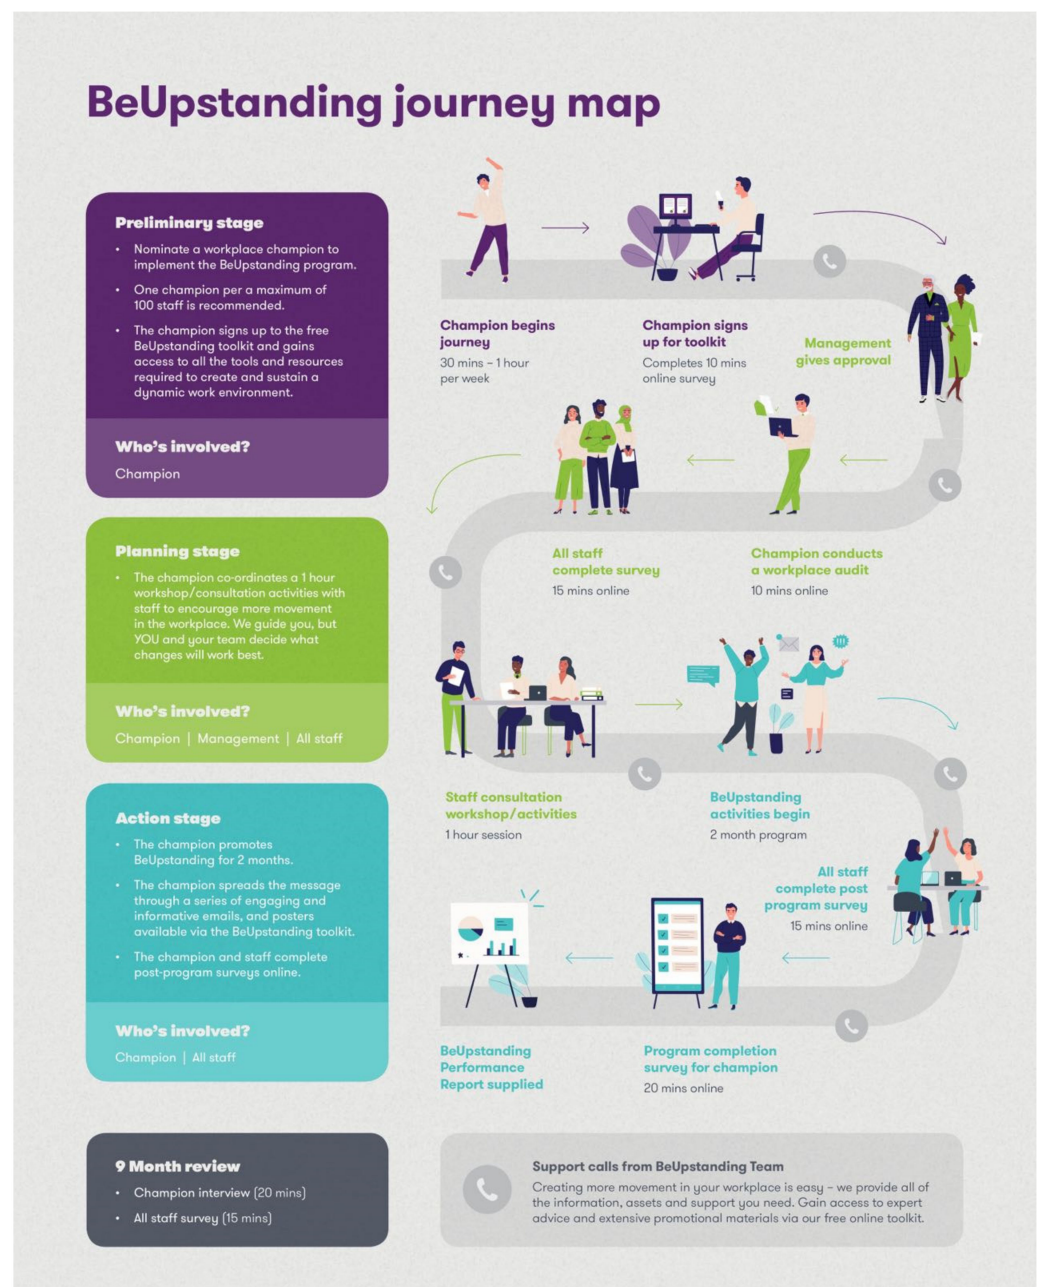 BeUpstanding journey map
Preliminary stage
• Nominate a workplace champion to
implement the BeUpstanding program.
• One champion per a maximum of
100 staff is recommended.
• The champion signs up to the free
BeUpstanding toolkit and gains
access to all the tools and resources
required to create and sustain a
dynamic work environment.
Who's involved?
Champion
Planning stage
• The champion co-ordinates a 1 hour
workshop/consultation activities with
staff to encourage more movement
in the workplace. We guide you, but
YOU and your team decide what
changes will work best.
Who's involved?
Champion | Management | All staff
Action stage
• The champion promotes
BeUpstanding for 2 months.
• The champion spreads the message
through a series of engaging and
informative emails, and posters
available via the BeUpstanding toolkit.
• The champion and staff complete
post-program surveys online.
Who's involved?
Champion | All staff
9 Month review
• Champion interview (20 mins)
• All staff survey (15 mins)
Champion begins
journey
30 mins – 1 hour
per week
Champion signs
up for toolkit
Completes 10 mins
online survey
Management
gives approval
Champion conducts
a workplace audit
10 mins online
All staff
complete survey
15 mins online
Staff consultation
workshop/activities
1 hour session
BeUpstanding
activities begin
2 month program
All staff
complete post
program survey
15 mins online
Program completion
survey for champion
20 mins online
BeUpstanding
Performance
Report supplied
Support calls from BeUpstanding Team
Creating more movement in your workplace is easy – we provide all of
the information, assets and support you need. Gain access to expert
advice and extensive promotional materials via our free online toolkit.